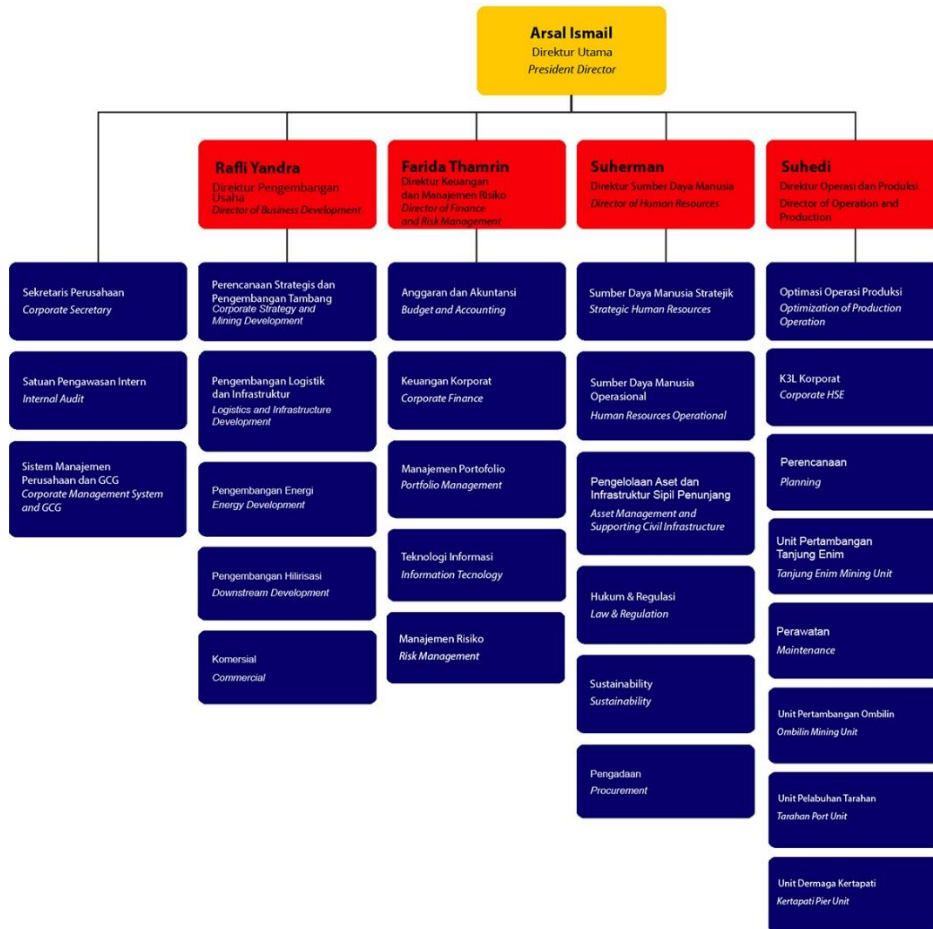 Arsal Ismail
Direktur Utama
President Director
Rafli Yandra
Direktur Pengembangan
Usaha
Director of Business Development
Farida Thamrin
Direktur Keuangan
dan Manajemen Risiko
Director of Finance
and Risk Management
Suherman
Direktur Sumber Daya Manusia
Director of Human Resources
Suhedi
Direktur Operasi dan Produksi
Director of Operation and
Production
Sekretaris Perusahaan
Corporate Secretary
Satuan Pengawasan Intern
Internal Audit
Sistem Manajemen
Perusahaan dan GCG
Corporate Management System
and GCG
Perencanaan Strategis dan
Pengembangan Tambang
Corporate Strategy and
Mining Development
Pengembangan Logistik
dan Infrastruktur
Logistics and Infrastructure
Development
Pengembangan Energi
Energy Development
Pengembangan Hilirisasi
Downstream Development
Komersial
Commercial
Anggaran dan Akuntansi
Budget and Accounting
Keuangan Korporat
Corporate Finance
Manajemen Portofolio
Portfolio Management
Teknologi Informasi
Information Tecnology
Manajemen Risiko
Risk Management
Sumber Daya Manusia Stratejik
Strategic Human Resources
Sumber Daya Manusia
Operasional
Human Resources Operational
Pengelolaan Aset dan
Infrastruktur Sipil Penunjang
Asset Management and
Supporting Civil Infrastructure
Hukum & Regulasi
Law & Regulation
Sustainability
Sustainability
Pengadaan
Procurement
Optimasi Operasi Produksi
Optimization of Production
Operation
K3L Korporat
Corporate HSE
Perencanaan
Planning
Unit Pertambangan
Tanjung Enim
Tanjung Enim Mining Unit
Perawatan
Maintenance
Unit Pertambangan Ombilin
Ombilin Mining Unit
Unit Pelabuhan Tarahan
Tarahan Port Unit
Unit Dermaga Kertapati
Kertapati Pier Unit